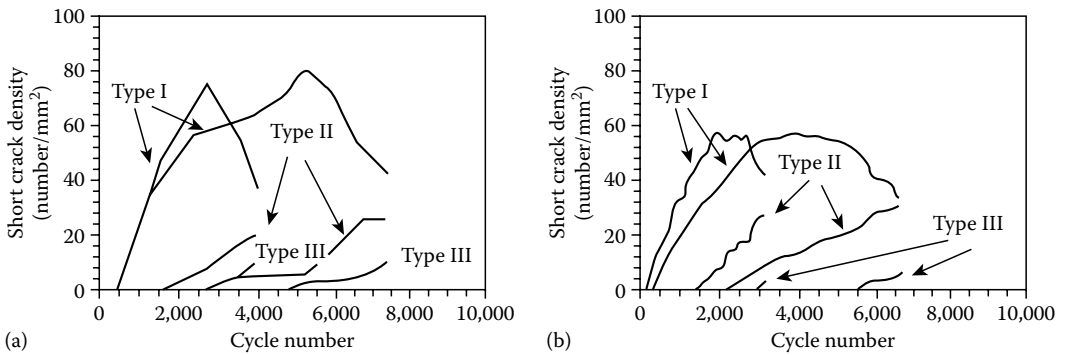 100
80
60
40
20
0
Short crack density
(number/mm²)
Type I
Type II
Type III
Type III
0 2,000 4,000 6,000 8,000 10,000
Cycle number
(a)
100
80
60
40
20
0
Short crack density
(number/mm²)
Type I
Type II
Type III
0 2,000 4,000 6,000 8,000 10,000
Cycle number
(b)